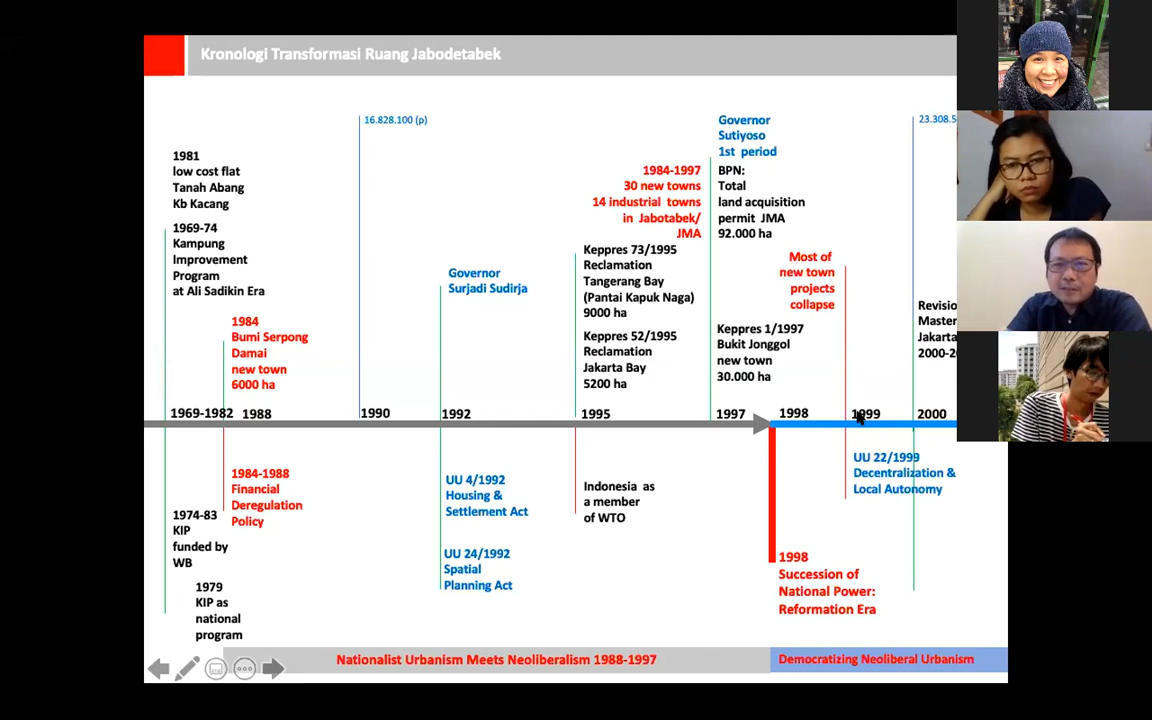 Kronologi Transformasi Ruang Jabodetabek
1981
low cost flat
Tanah Abang
Kb Kacang
1969-74
Kampung
Improvement
Program
at Ali Sadikin Era
1984
Bumi Serpong
Damai
new town
6000 ha
16.828.100 (p)
Governor
Surjadi Sudirja
1984-1997
30 new towns
14 industrial towns
in Jabotabek/
JMA
Keppres 73/1995
Reclamation
Tangerang Bay
(Pantai Kapuk Naga)
9000 ha
Keppres 52/1995
Reclamation
Jakarta Bay
5200 ha
Governor
Sutiyoso
1st period
BPN:
Total
land acquisition
permit JMA
92.000 ha
Keppres 1/1997
Bukit Jonggol
new town
30.000 ha
Most of
new town
projects
collapse
23.308.5
Revisio
Master
Jakarta
2000-2
1969-1982 1988 1990 1992 1995 1997 1998 1999 2000
1974-83
KIP
funded by
WB
1979
KIP as
national
program
1984-1988
Financial
Deregulation
Policy
UU 4/1992
Housing &
Settlement Act
UU 24/1992
Spatial
Planning Act
Indonesia as
a member
of WTO
1998
Succession of
National Power:
Reformation Era
UU 22/1999
Decentralization &
Local Autonomy
Nationalist Urbanism Meets Neoliberalism 1988-1997
Democratizing Neoliberal Urbanism